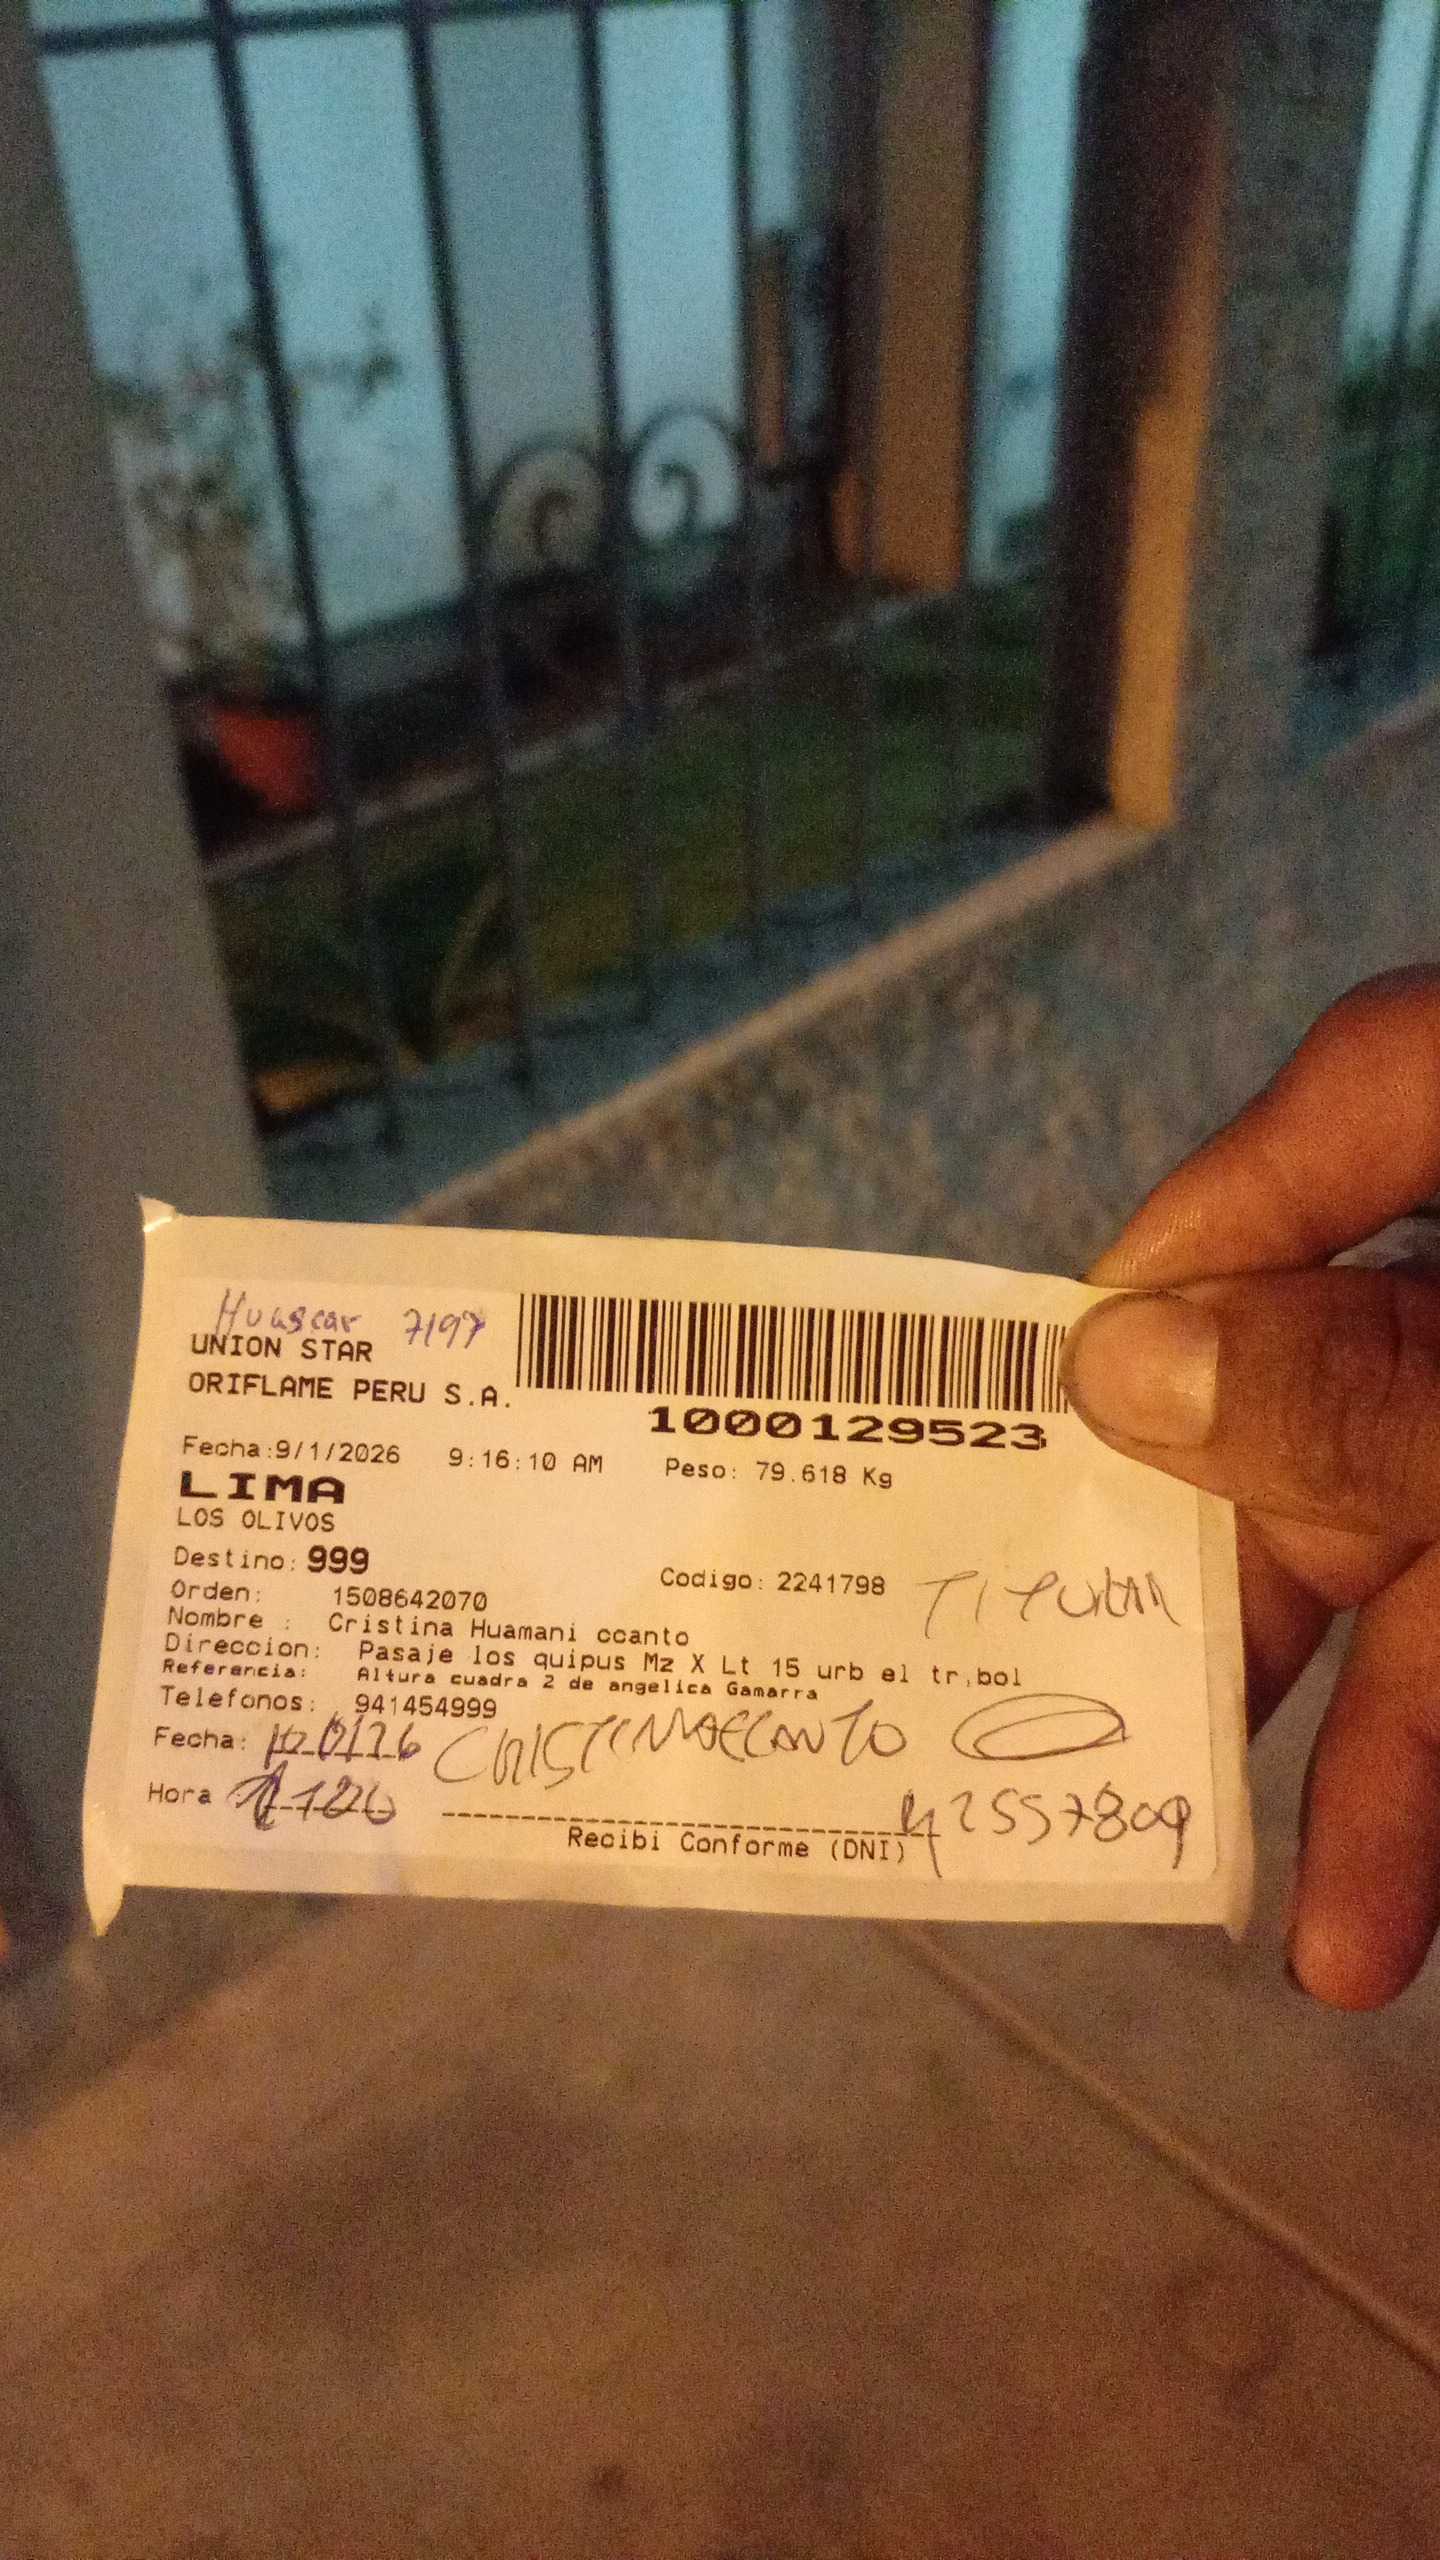 Huascar 7197
UNION STAR
ORIFLAME PERU S.A.
1000129523
Fecha:9/1/2026 9:16:10 AM Peso: 79.618 Kg
LIMA
LOS OLIVOS
Destino: 999
Codigo: 2241798 TITULAR
Orden: 1508642070
Nombre : Cristina Huamani ccanto
Direccion: Pasaje los quipus Mz X Lt 15 urb el tr,bol
Referencia: Altura cuadra 2 de angelica Gamarra
Telefonos: 941454999
Fecha:
Hora
42557809
Recibi Conforme (DNI)